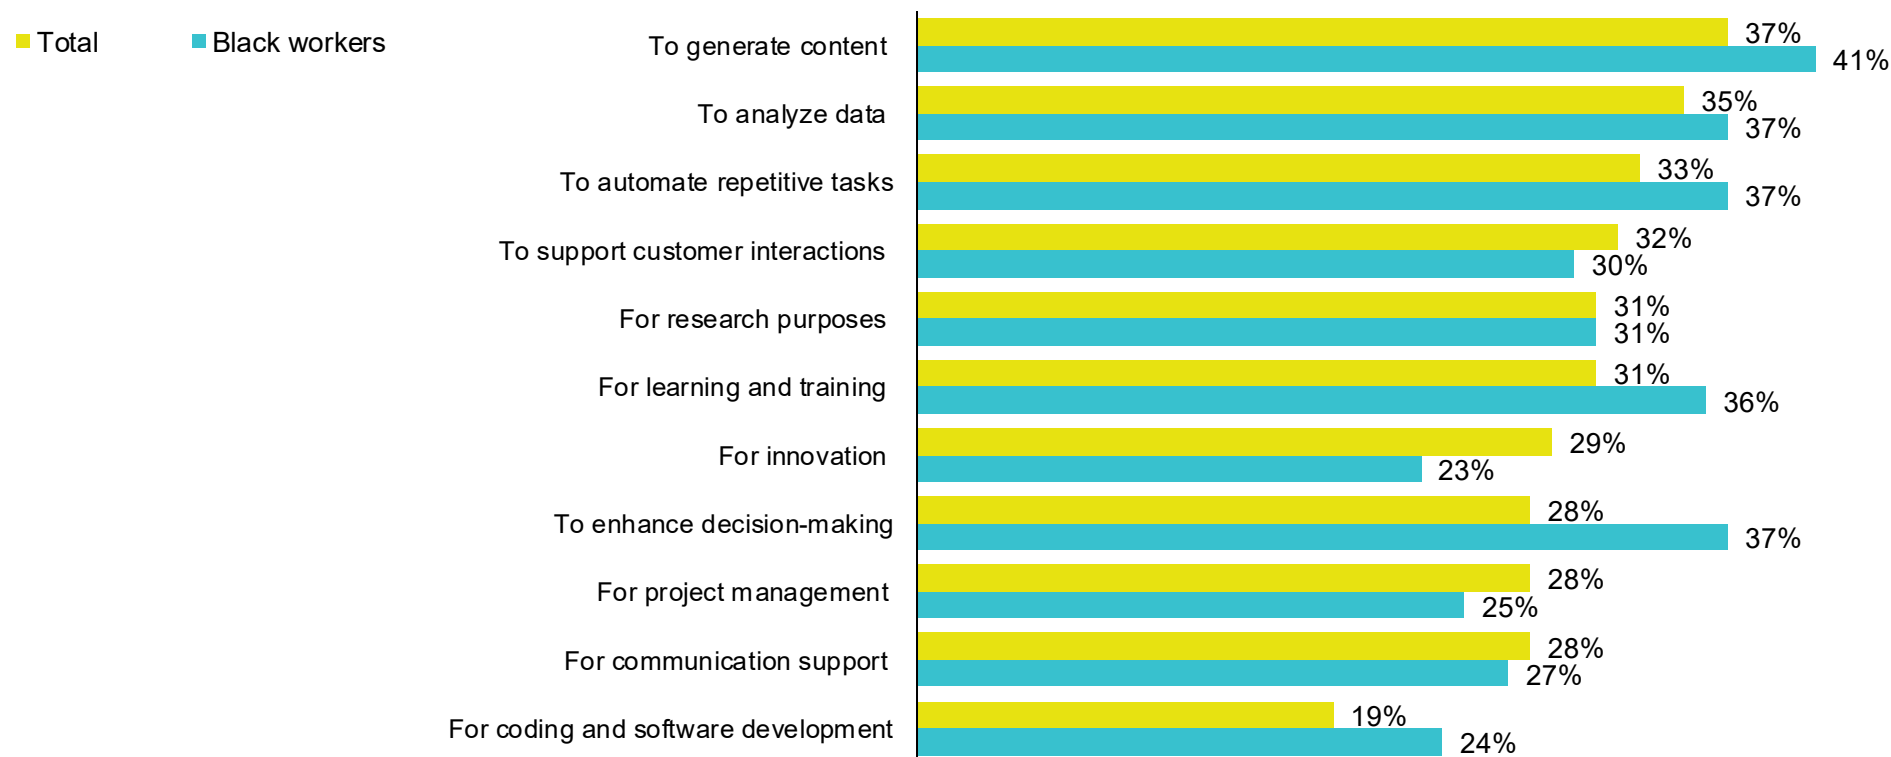 Total
Black workers
To generate content
37%
41%
To analyze data
35%
37%
To automate repetitive tasks
33%
37%
To support customer interactions
32%
30%
For research purposes
31%
31%
For learning and training
31%
36%
For innovation
29%
23%
To enhance decision-making
28%
37%
For project management
28%
25%
For communication support
28%
27%
For coding and software development
19%
24%